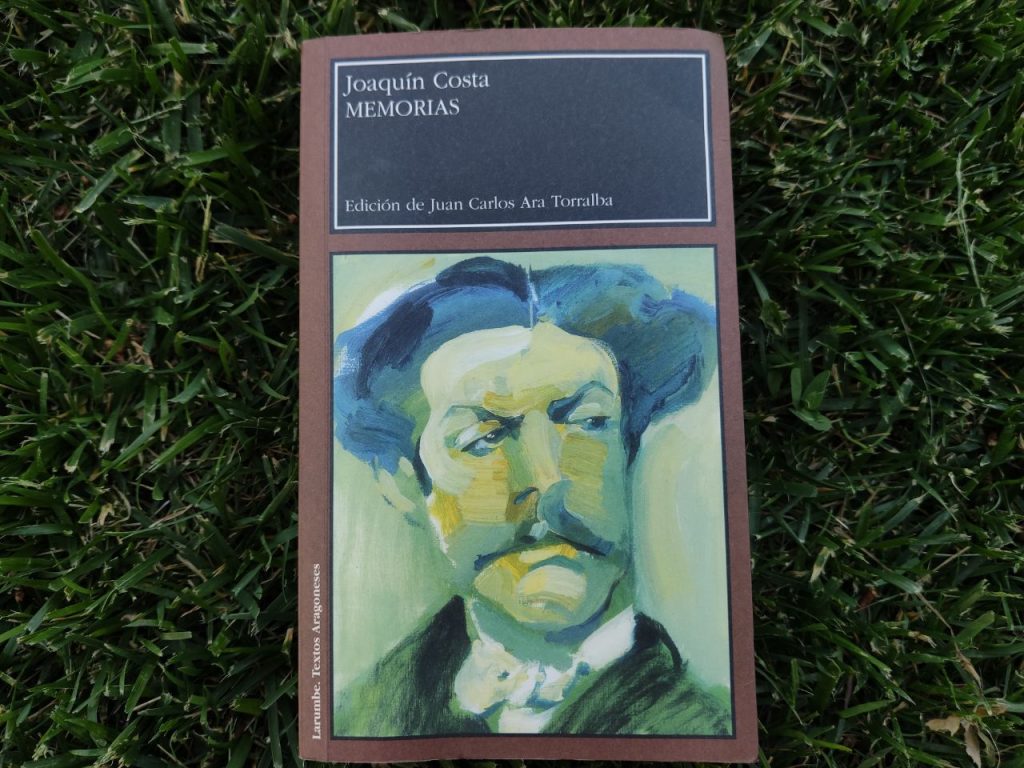 Joaquín Costa
MEMORIAS
Edición de Juan Carlos Ara Torralba
Larumbe. Textos Aragoneses